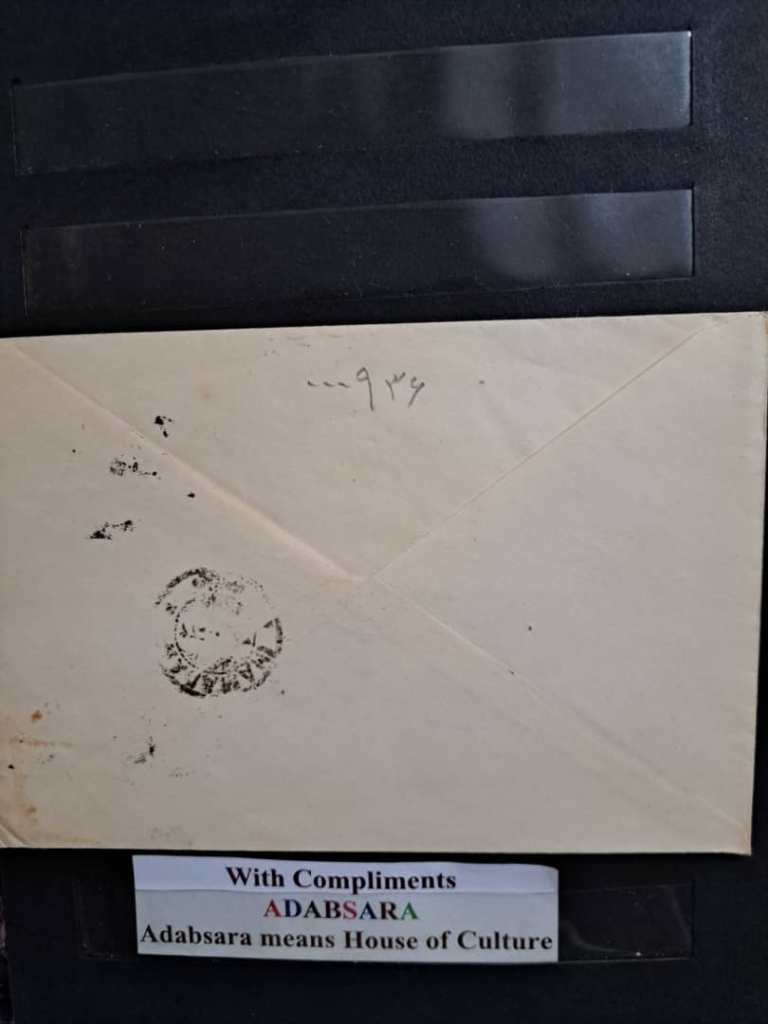 ...۹۳۶
With Compliments
ADABSARA
Adabsara means House of Culture